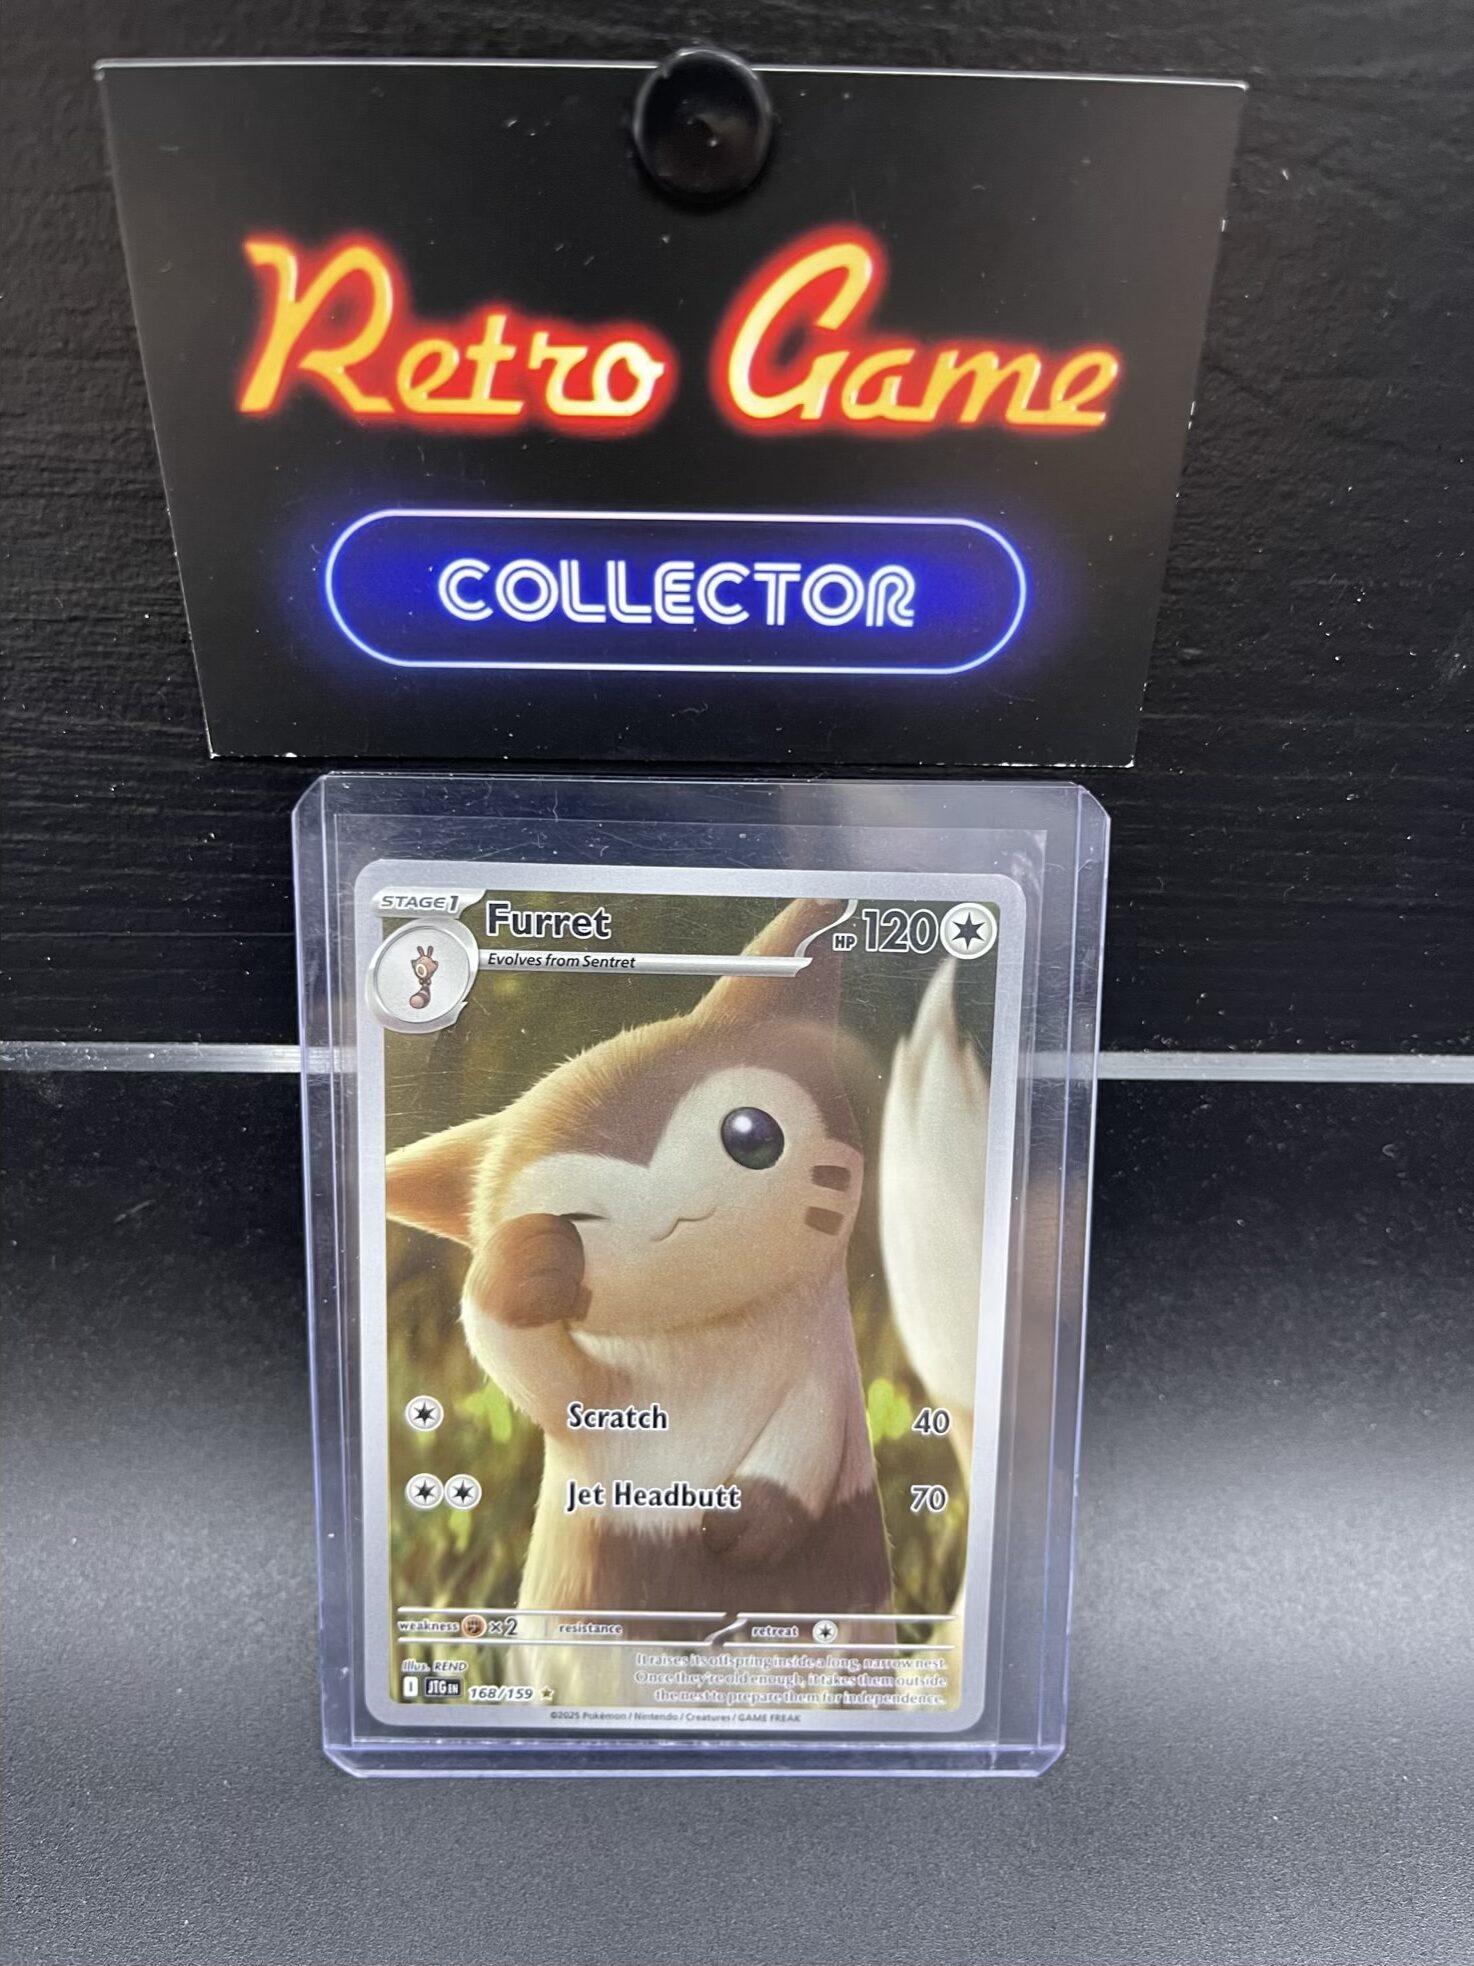 Retro Game
COLLECTOR
STAGE 1
Furret
HP 120
Evolves from Sentret
Scratch 40
Jet Headbutt 70
weakness ×2 resistance retreat
Illus. REND
It raises its offspring inside a long, narrow nest.
Once they're old enough, it takes them outside
the nest to prepare them for independence.
I JTG EN 168/159
©2025 Pokémon / Nintendo / Creatures / GAME FREAK